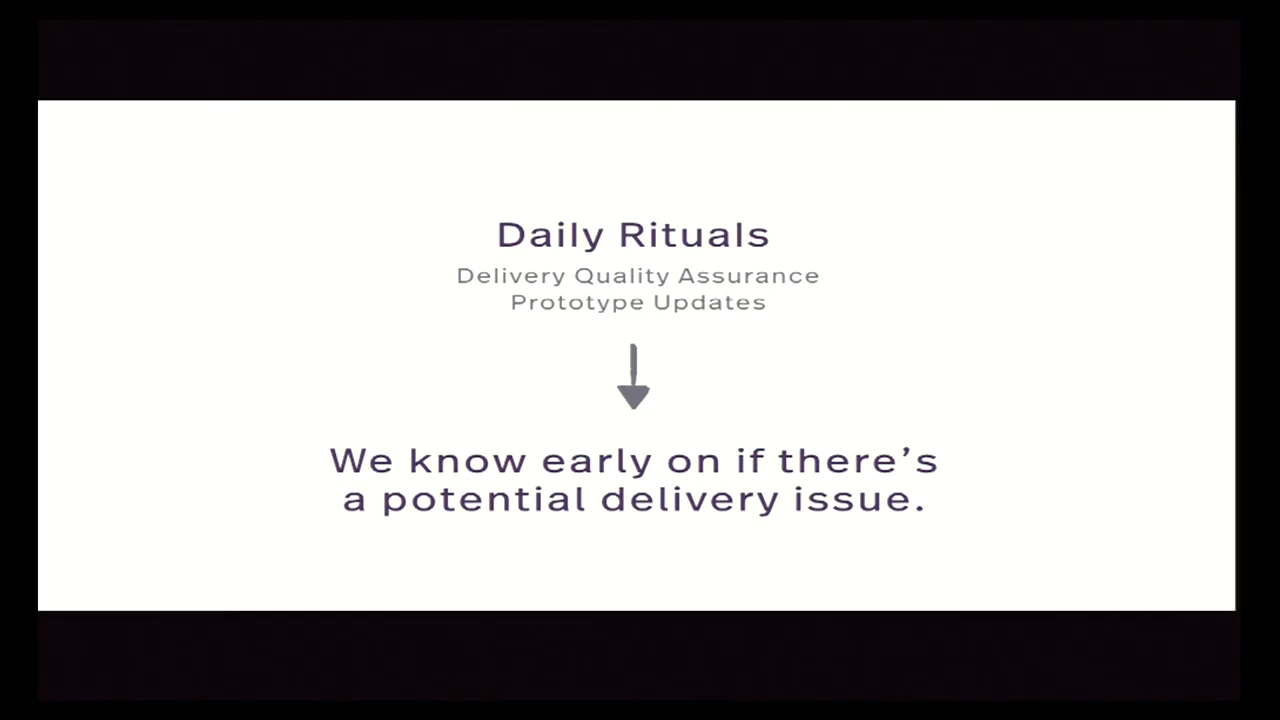 Daily Rituals
Delivery Quality Assurance
Prototype Updates
We know early on if there’s
a potential delivery issue.